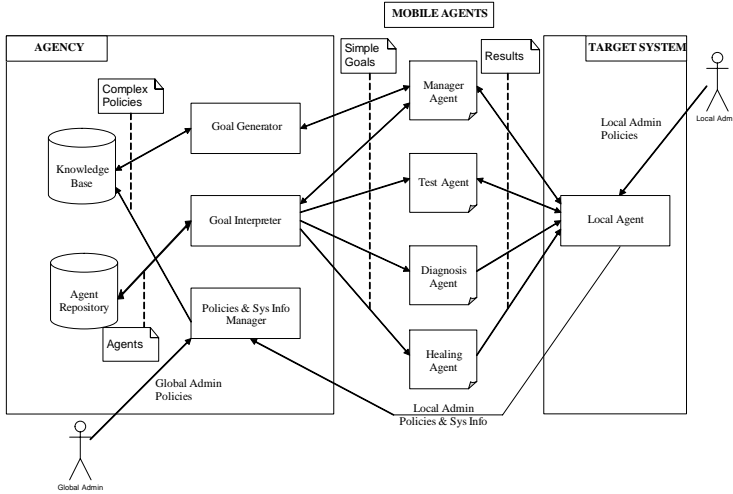 MOBILE AGENTS
AGENCY
Simple
Goals
Results
TARGET SYSTEM
Complex
Policies
Manager
Agent
Local Adm
Goal Generator
Local Admin
Policies
Knowledge
Base
Test Agent
Goal Interpreter
Local Agent
Agent
Repository
Diagnosis
Agent
Policies & Sys Info
Manager
Agents
Healing
Agent
Global Admin
Policies
Local Admin
Policies & Sys Info
Global Admin